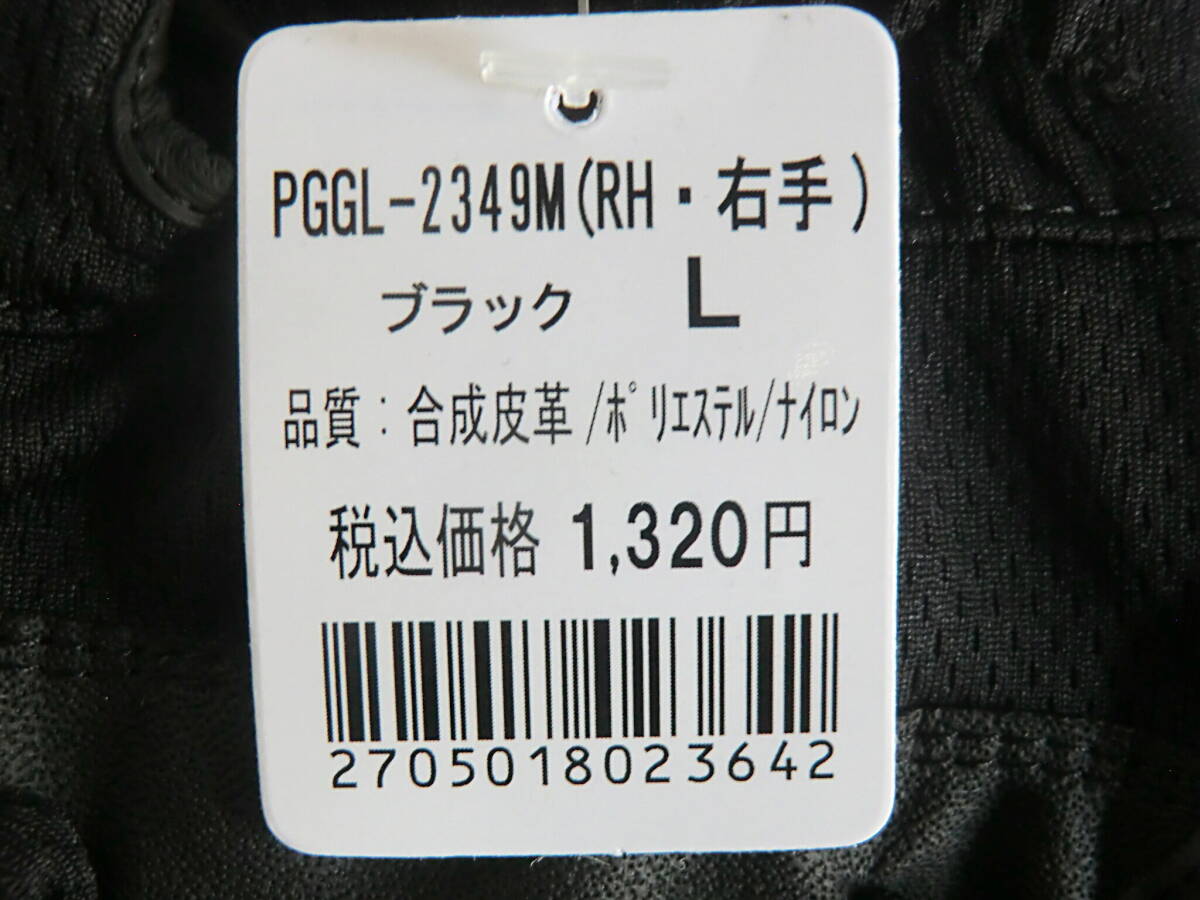 PGGL-2349M(RH・右手)
ブラック L
品質:合成皮革/ﾎﾟﾘｴｽﾃﾙ/ﾅｲﾛﾝ
税込価格 1,320円
2705018023642